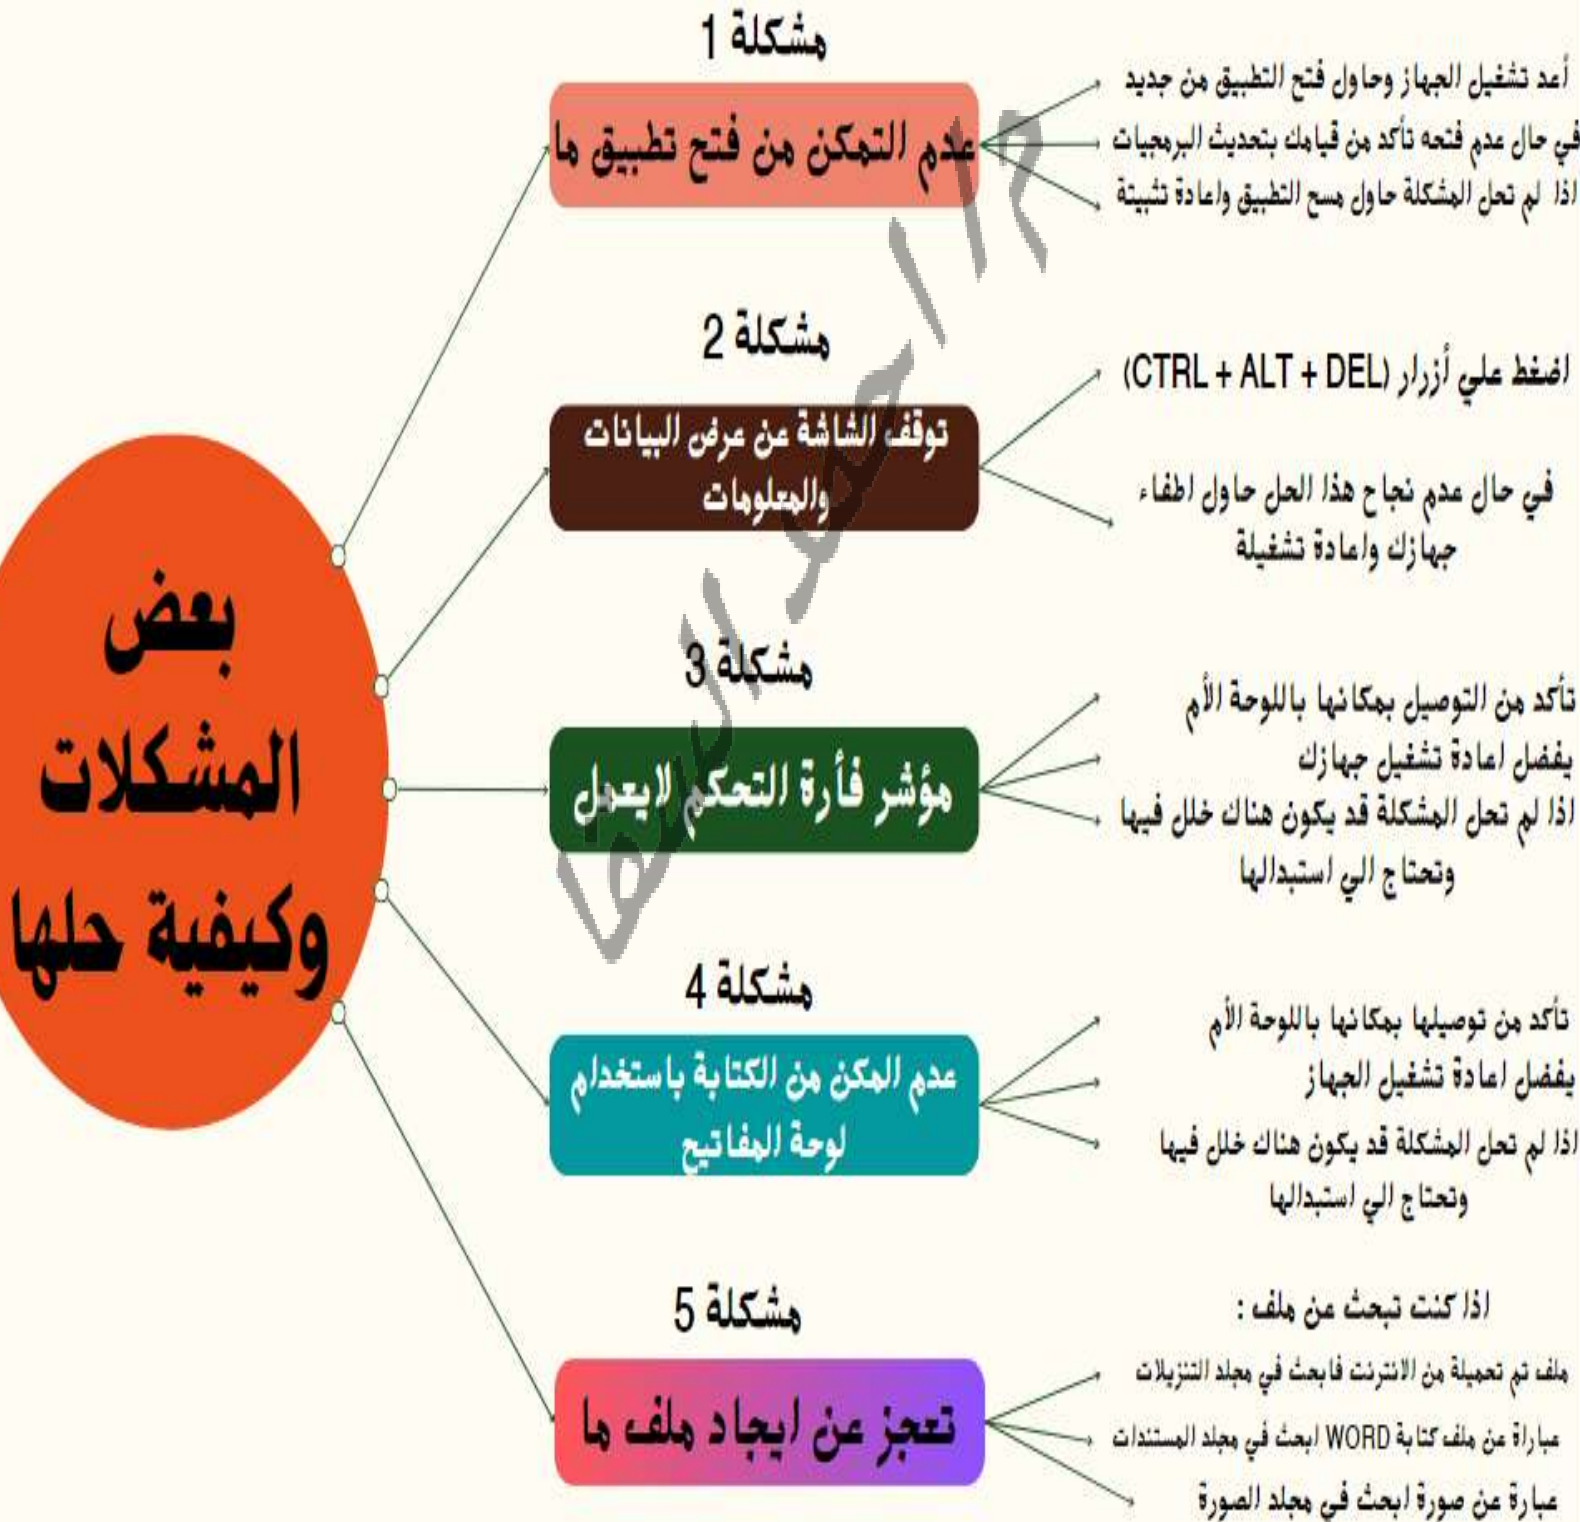 بعض
المشكلات
وكيفية حلها
مشكلة 1
عدم التمكن من فتح تطبيق ما
أعد تشغيل الجهاز وحاول فتح التطبيق من جديد
في حال عدم فتحه تأكد من قيامك بتحديث البرمجيات
اذا لم تحل المشكلة حاول مسح التطبيق واعادة تثبيتة
مشكلة 2
توقف الشاشة عن عرض البيانات
والمعلومات
اضغط علي أزرار (CTRL + ALT + DEL)
في حال عدم نجاح هذا الحل حاول اطفاء
جهازك واعادة تشغيلة
مشكلة 3
مؤشر فأرة التحكم لايعمل
تأكد من التوصيل بمكانها باللوحة الأم
يفضل اعادة تشغيل جهازك
اذا لم تحل المشكلة قد يكون هناك خلل فيها
وتحتاج الي استبدالها
مشكلة 4
عدم المكن من الكتابة باستخدام
لوحة المفاتيح
تأكد من توصيلها بمكانها باللوحة الأم
يفضل اعادة تشغيل الجهاز
اذا لم تحل المشكلة قد يكون هناك خلل فيها
وتحتاج الي استبدالها
مشكلة 5
تعجز عن ايجاد ملف ما
اذا كنت تبحث عن ملف :
ملف تم تحميلة من الانترنت فابحث في مجلد التنزيلات
عباراة عن ملف كتابة WORD ابحث في مجلد المستندات
عبارة عن صورة ابحث في مجلد الصورة
م/ احمد السقا